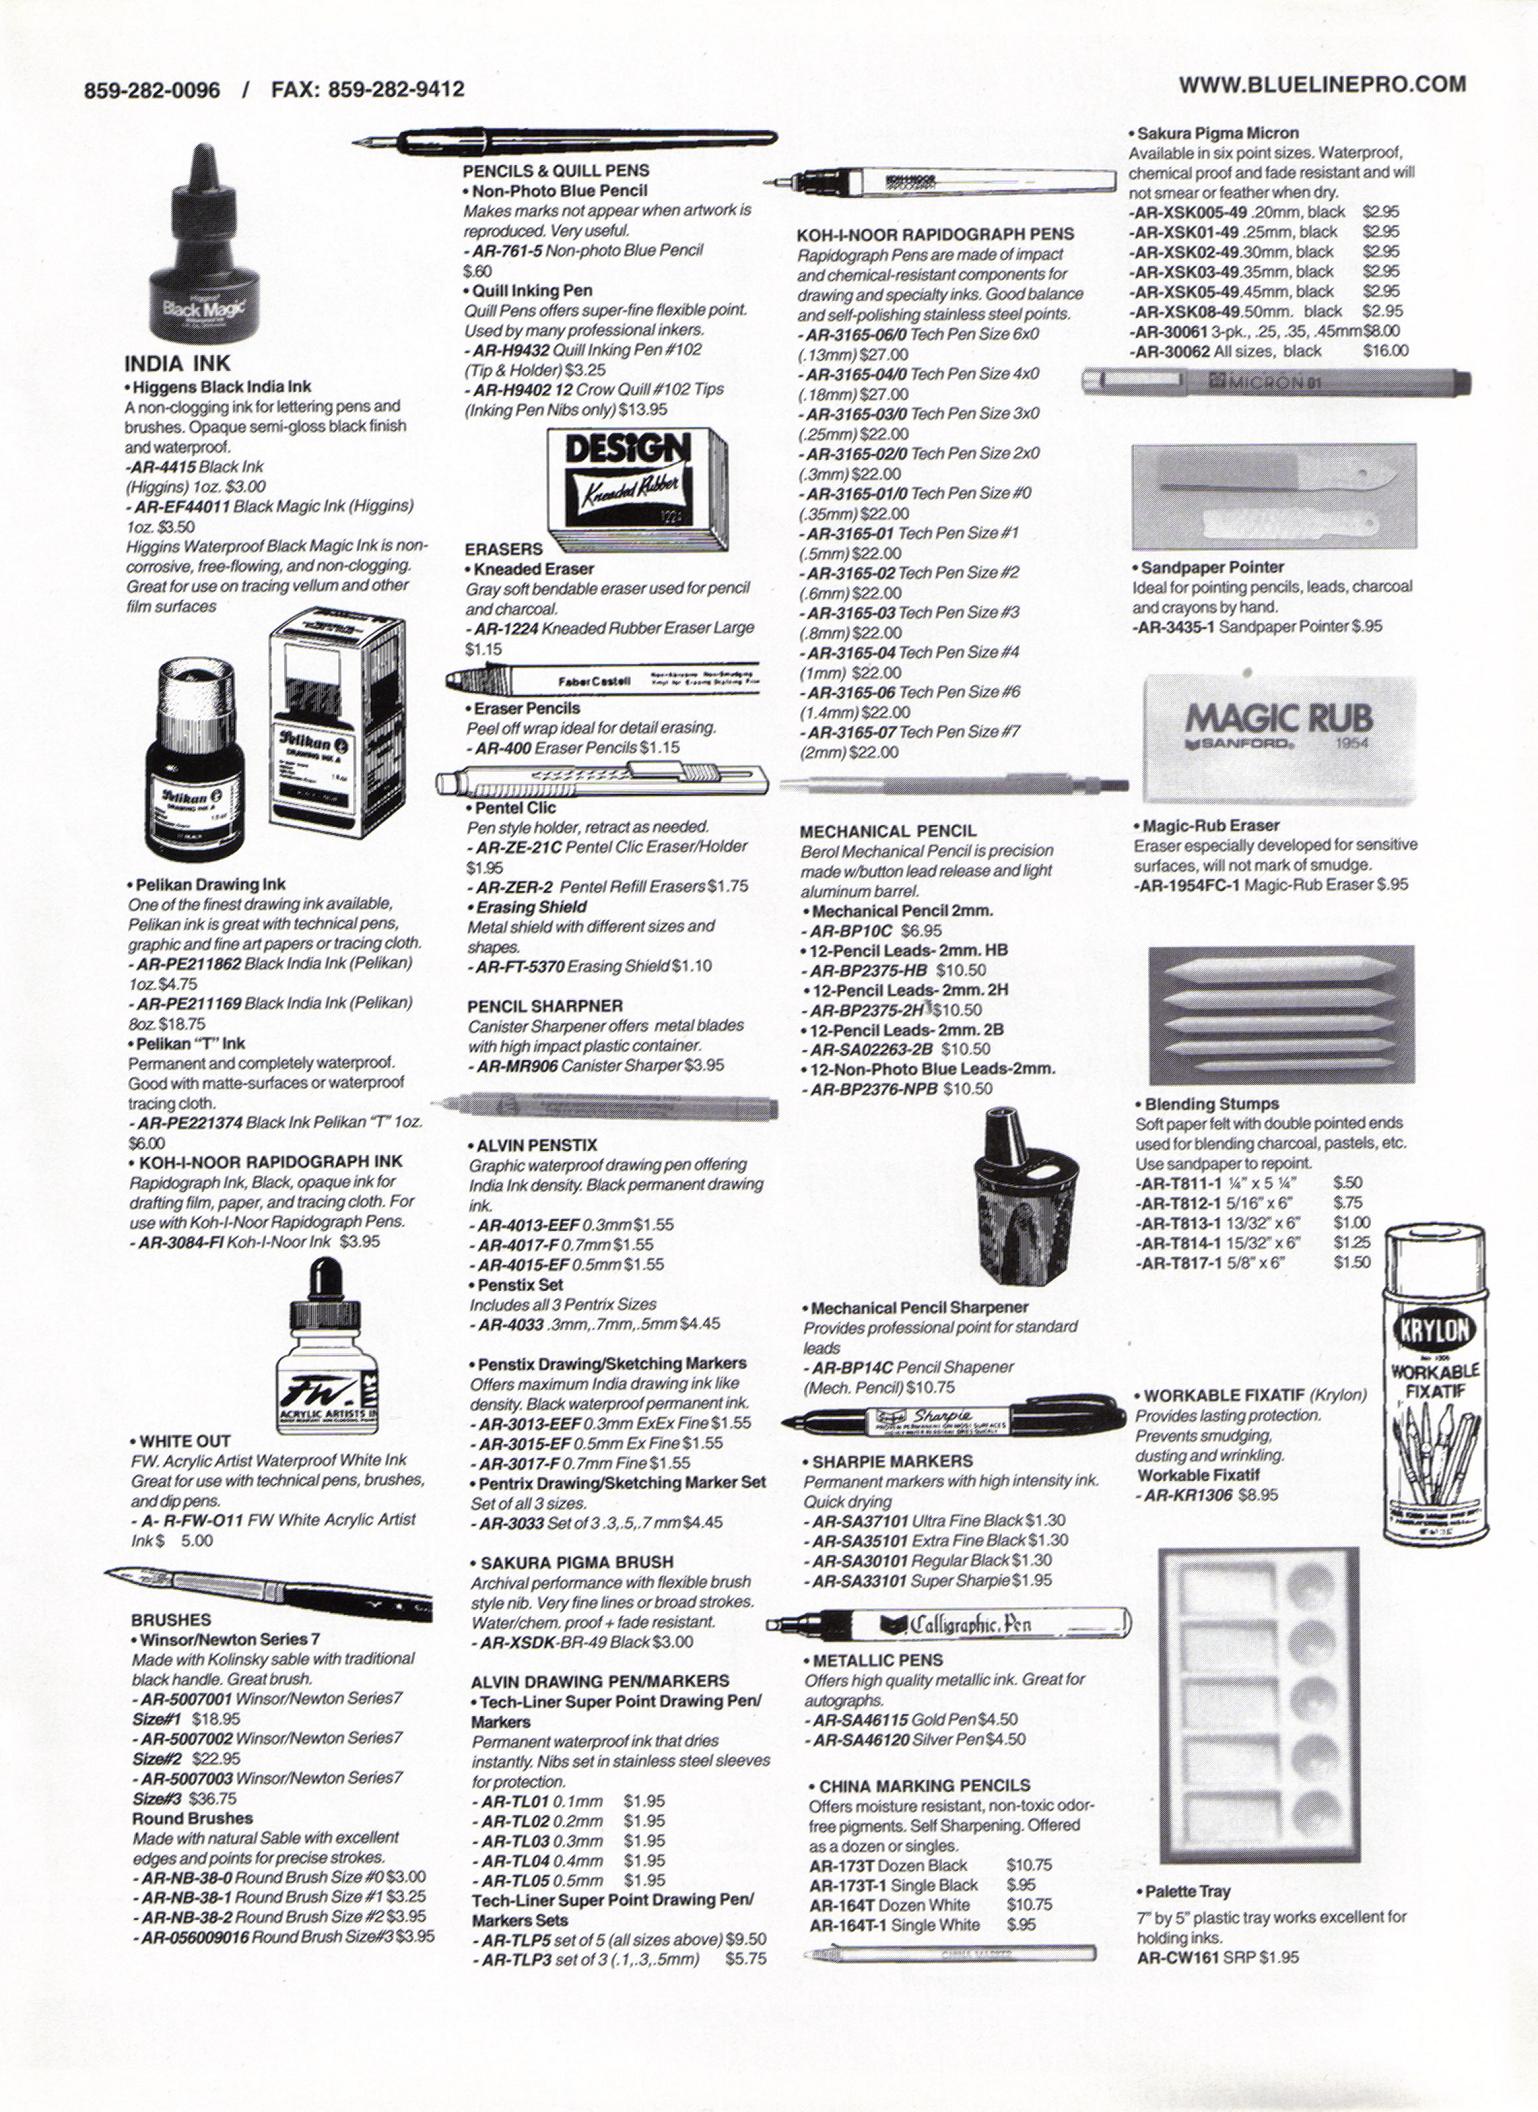 859-282-0096 / FAX: 859-282-9412
WWW.BLUELINEPRO.COM
Higgins
Black Magic
INDIA INK
• Higgens Black India Ink
A non-clogging ink for lettering pens and
brushes. Opaque semi-gloss black finish
and waterproof.
-AR-4415 Black Ink
(Higgins) 1oz. $3.00
- AR-EF44011 Black Magic Ink (Higgins)
1oz. $3.50
Higgins Waterproof Black Magic Ink is non-
corrosive, free-flowing, and non-clogging.
Great for use on tracing vellum and other
film surfaces
Pelikan
DRAWING INK A
Pelikan
DRAWING INK A
• Pelikan Drawing Ink
One of the finest drawing ink available,
Pelikan ink is great with technical pens,
graphic and fine art papers or tracing cloth.
- AR-PE211862 Black India Ink (Pelikan)
1oz. $4.75
- AR-PE211169 Black India Ink (Pelikan)
8oz. $18.75
• Pelikan "T" Ink
Permanent and completely waterproof.
Good with matte-surfaces or waterproof
tracing cloth.
- AR-PE221374 Black Ink Pelikan "T" 1oz.
$6.00
• KOH-I-NOOR RAPIDOGRAPH INK
Rapidograph Ink, Black, opaque ink for
drafting film, paper, and tracing cloth. For
use with Koh-I-Noor Rapidograph Pens.
- AR-3084-FI Koh-I-Noor Ink $3.95
FW.
ACRYLIC ARTISTS IN
• WHITE OUT
FW. Acrylic Artist Waterproof White Ink
Great for use with technical pens, brushes,
and dip pens.
- A- R-FW-O11 FW White Acrylic Artist
Ink $ 5.00
BRUSHES
• Winsor/Newton Series 7
Made with Kolinsky sable with traditional
black handle. Great brush.
- AR-5007001 Winsor/Newton Series7
Size#1 $18.95
- AR-5007002 Winsor/Newton Series7
Size#2 $22.95
- AR-5007003 Winsor/Newton Series7
Size#3 $36.75
Round Brushes
Made with natural Sable with excellent
edges and points for precise strokes.
- AR-NB-38-0 Round Brush Size #0 $3.00
- AR-NB-38-1 Round Brush Size #1 $3.25
- AR-NB-38-2 Round Brush Size #2 $3.95
- AR-056009016 Round Brush Size#3 $3.95
PENCILS & QUILL PENS
• Non-Photo Blue Pencil
Makes marks not appear when artwork is
reproduced. Very useful.
- AR-761-5 Non-photo Blue Pencil
$.60
• Quill Inking Pen
Quill Pens offers super-fine flexible point.
Used by many professional inkers.
- AR-H9432 Quill Inking Pen #102
(Tip & Holder) $3.25
- AR-H9402 12 Crow Quill #102 Tips
(Inking Pen Nibs only) $13.95
DESIGN
Kneaded Rubber
1224
ERASERS
• Kneaded Eraser
Gray soft bendable eraser used for pencil
and charcoal.
- AR-1224 Kneaded Rubber Eraser Large
$1.15
Faber Castell
• Eraser Pencils
Peel off wrap ideal for detail erasing.
- AR-400 Eraser Pencils $1.15
• Pentel Clic
Pen style holder, retract as needed.
- AR-ZE-21C Pentel Clic Eraser/Holder
$1.95
- AR-ZER-2 Pentel Refill Erasers $1.75
• Erasing Shield
Metal shield with different sizes and
shapes.
- AR-FT-5370 Erasing Shield $1.10
PENCIL SHARPNER
Canister Sharpener offers metal blades
with high impact plastic container.
- AR-MR906 Canister Sharper $3.95
• ALVIN PENSTIX
Graphic waterproof drawing pen offering
India Ink density. Black permanent drawing
ink.
- AR-4013-EEF 0.3mm $1.55
- AR-4017-F 0.7mm $1.55
- AR-4015-EF 0.5mm $1.55
• Penstix Set
Includes all 3 Pentrix Sizes
- AR-4033 .3mm,.7mm,.5mm $4.45
• Penstix Drawing/Sketching Markers
Offers maximum India drawing ink like
density. Black waterproof permanent ink.
- AR-3013-EEF 0.3mm ExEx Fine $1.55
- AR-3015-EF 0.5mm Ex Fine $1.55
- AR-3017-F 0.7mm Fine $1.55
• Pentrix Drawing/Sketching Marker Set
Set of all 3 sizes.
- AR-3033 Set of 3 .3,.5,.7 mm $4.45
• SAKURA PIGMA BRUSH
Archival performance with flexible brush
style nib. Very fine lines or broad strokes.
Water/chem. proof + fade resistant.
- AR-XSDK-BR-49 Black $3.00
ALVIN DRAWING PEN/MARKERS
• Tech-Liner Super Point Drawing Pen/
Markers
Permanent waterproof ink that dries
instantly. Nibs set in stainless steel sleeves
for protection.
- AR-TL01 0.1mm $1.95
- AR-TL02 0.2mm $1.95
- AR-TL03 0.3mm $1.95
- AR-TL04 0.4mm $1.95
- AR-TL05 0.5mm $1.95
Tech-Liner Super Point Drawing Pen/
Markers Sets
- AR-TLP5 set of 5 (all sizes above) $9.50
- AR-TLP3 set of 3 (.1,.3,.5mm) $5.75
KOH-I-NOOR
RAPIDOGRAPH
KOH-I-NOOR RAPIDOGRAPH PENS
Rapidograph Pens are made of impact
and chemical-resistant components for
drawing and specialty inks. Good balance
and self-polishing stainless steel points.
- AR-3165-06/0 Tech Pen Size 6x0
(.13mm) $27.00
- AR-3165-04/0 Tech Pen Size 4x0
(.18mm) $27.00
- AR-3165-03/0 Tech Pen Size 3x0
(.25mm) $22.00
- AR-3165-02/0 Tech Pen Size 2x0
(.3mm) $22.00
- AR-3165-01/0 Tech Pen Size #0
(.35mm) $22.00
- AR-3165-01 Tech Pen Size #1
(.5mm) $22.00
- AR-3165-02 Tech Pen Size #2
(.6mm) $22.00
- AR-3165-03 Tech Pen Size #3
(.8mm) $22.00
- AR-3165-04 Tech Pen Size #4
(1mm) $22.00
- AR-3165-06 Tech Pen Size #6
(1.4mm) $22.00
- AR-3165-07 Tech Pen Size #7
(2mm) $22.00
MECHANICAL PENCIL
Berol Mechanical Pencil is precision
made w/button lead release and light
aluminum barrel.
• Mechanical Pencil 2mm.
- AR-BP10C $6.95
• 12-Pencil Leads- 2mm. HB
- AR-BP2375-HB $10.50
• 12-Pencil Leads- 2mm. 2H
- AR-BP2375-2H $10.50
• 12-Pencil Leads- 2mm. 2B
- AR-SA02263-2B $10.50
• 12-Non-Photo Blue Leads-2mm.
- AR-BP2376-NPB $10.50
• Mechanical Pencil Sharpener
Provides professional point for standard
leads
- AR-BP14C Pencil Shapener
(Mech. Pencil) $10.75
Sharpie
• SHARPIE MARKERS
Permanent markers with high intensity ink.
Quick drying
- AR-SA37101 Ultra Fine Black $1.30
- AR-SA35101 Extra Fine Black $1.30
- AR-SA30101 Regular Black $1.30
- AR-SA33101 Super Sharpie $1.95
Calligraphic Pen
• METALLIC PENS
Offers high quality metallic ink. Great for
autographs.
- AR-SA46115 Gold Pen $4.50
- AR-SA46120 Silver Pen $4.50
• CHINA MARKING PENCILS
Offers moisture resistant, non-toxic odor-
free pigments. Self Sharpening. Offered
as a dozen or singles.
AR-173T Dozen Black $10.75
AR-173T-1 Single Black $.95
AR-164T Dozen White $10.75
AR-164T-1 Single White $.95
CHINA MARKER
• Sakura Pigma Micron
Available in six point sizes. Waterproof,
chemical proof and fade resistant and will
not smear or feather when dry.
-AR-XSK005-49 .20mm, black $2.95
-AR-XSK01-49 .25mm, black $2.95
-AR-XSK02-49 .30mm, black $2.95
-AR-XSK03-49 .35mm, black $2.95
-AR-XSK05-49 .45mm, black $2.95
-AR-XSK08-49 .50mm. black $2.95
-AR-30061 3-pk., .25, .35, .45mm $8.00
-AR-30062 All sizes, black $16.00
MICRON 01
• Sandpaper Pointer
Ideal for pointing pencils, leads, charcoal
and crayons by hand.
-AR-3435-1 Sandpaper Pointer $.95
MAGIC RUB
SANFORD® 1954
• Magic-Rub Eraser
Eraser especially developed for sensitive
surfaces, will not mark of smudge.
-AR-1954FC-1 Magic-Rub Eraser $.95
• Blending Stumps
Soft paper felt with double pointed ends
used for blending charcoal, pastels, etc.
Use sandpaper to repoint.
-AR-T811-1 ¼" x 5 ¼" $.50
-AR-T812-1 5/16" x 6" $.75
-AR-T813-1 13/32" x 6" $1.00
-AR-T814-1 15/32" x 6" $1.25
-AR-T817-1 5/8" x 6" $1.50
KRYLON
No 1306
WORKABLE
FIXATIF
• WORKABLE FIXATIF (Krylon)
Provides lasting protection.
Prevents smudging,
dusting and wrinkling.
Workable Fixatif
- AR-KR1306 $8.95
• Palette Tray
7" by 5" plastic tray works excellent for
holding inks.
AR-CW161 SRP $1.95